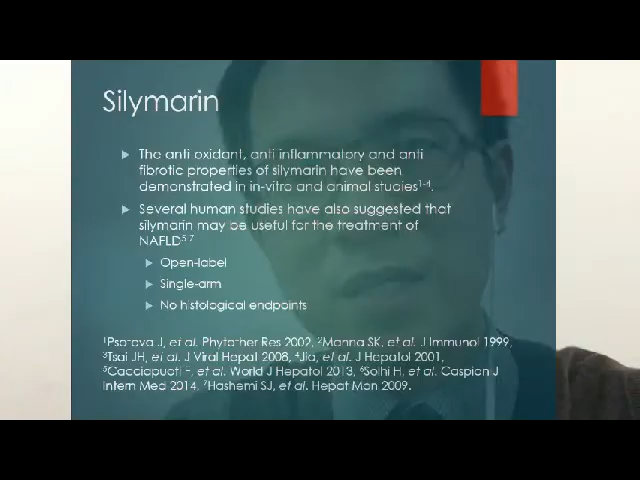 Silymarin
The anti oxidant, anti inflammatory and anti
fibrotic properties of silymarin have been
demonstrated in in-vitro and animal studies¹⁻⁴.
Several human studies have also suggested that
silymarin may be useful for the treatment of
NAFLD⁵⁻⁷
Open-label
Single-arm
No histological endpoints
¹Psotova J, et al. Phytother Res 2002, ²Manna SK, et al. J Immunol 1999,
³Tsai JH, et al. J Viral Hepat 2008, ⁴Jia, et al. J Hepatol 2001,
⁵Cacciapuoti F, et al. World J Hepatol 2013, ⁶Solhi H, et al. Caspian J
Intern Med 2014, ⁷Hashemi SJ, et al. Hepat Mon 2009.